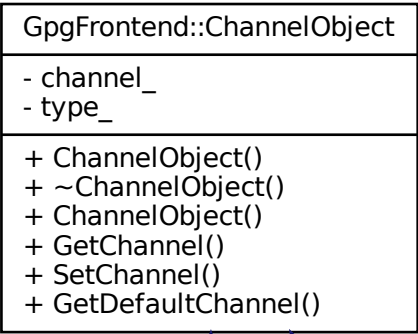 GpgFrontend::ChannelObject
- channel_
- type_
+ ChannelObject()
+ ~ChannelObject()
+ ChannelObject()
+ GetChannel()
+ SetChannel()
+ GetDefaultChannel()